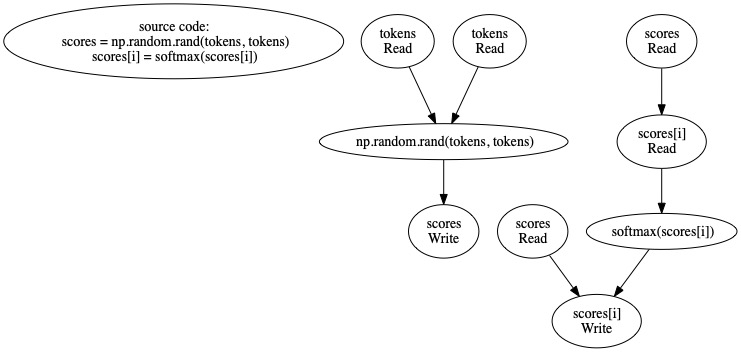 source code:
scores = np.random.rand(tokens, tokens)
scores[i] = softmax(scores[i])
tokens
Read
tokens
Read
scores
Read
np.random.rand(tokens, tokens)
scores[i]
Read
scores
Write
scores
Read
softmax(scores[i])
scores[i]
Write